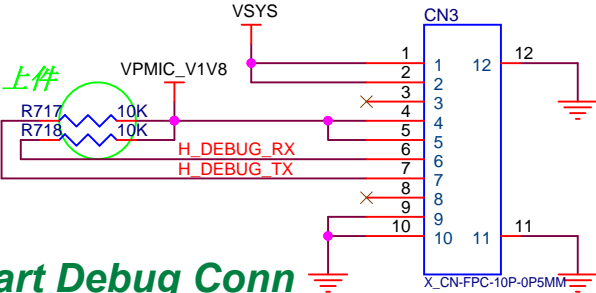 VSYS
CN3
上件
VPMIC_V1V8
R717 10K
R718 10K
H_DEBUG_RX
H_DEBUG_TX
1 1
2 2
3 3
4 4
5 5
6 6
7 7
8 8
9 9
10 10
12 12
11 11
art Debug Conn
X_CN-FPC-10P-0P5MM